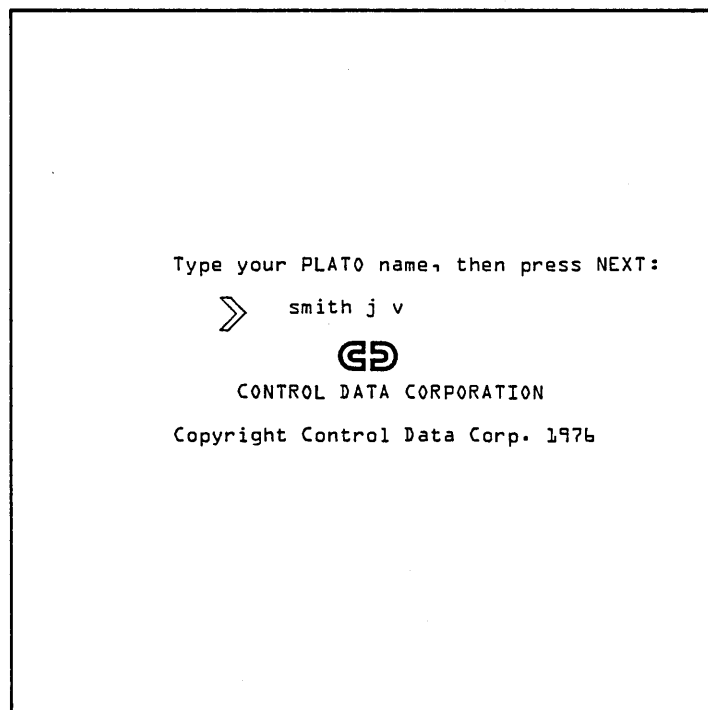 Type your PLATO name, then press NEXT:
smith j v
CONTROL DATA CORPORATION
Copyright Control Data Corp. 1976